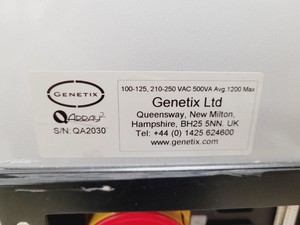 GENETIX
QARRAY2
S/N: QA2030
100-125, 210-250 VAC 500VA Avg.1200 Max
Genetix Ltd
Queensway, New Milton,
Hampshire, BH25 5NN. UK
Tel: +44 (0) 1425 624600
www.genetix.com